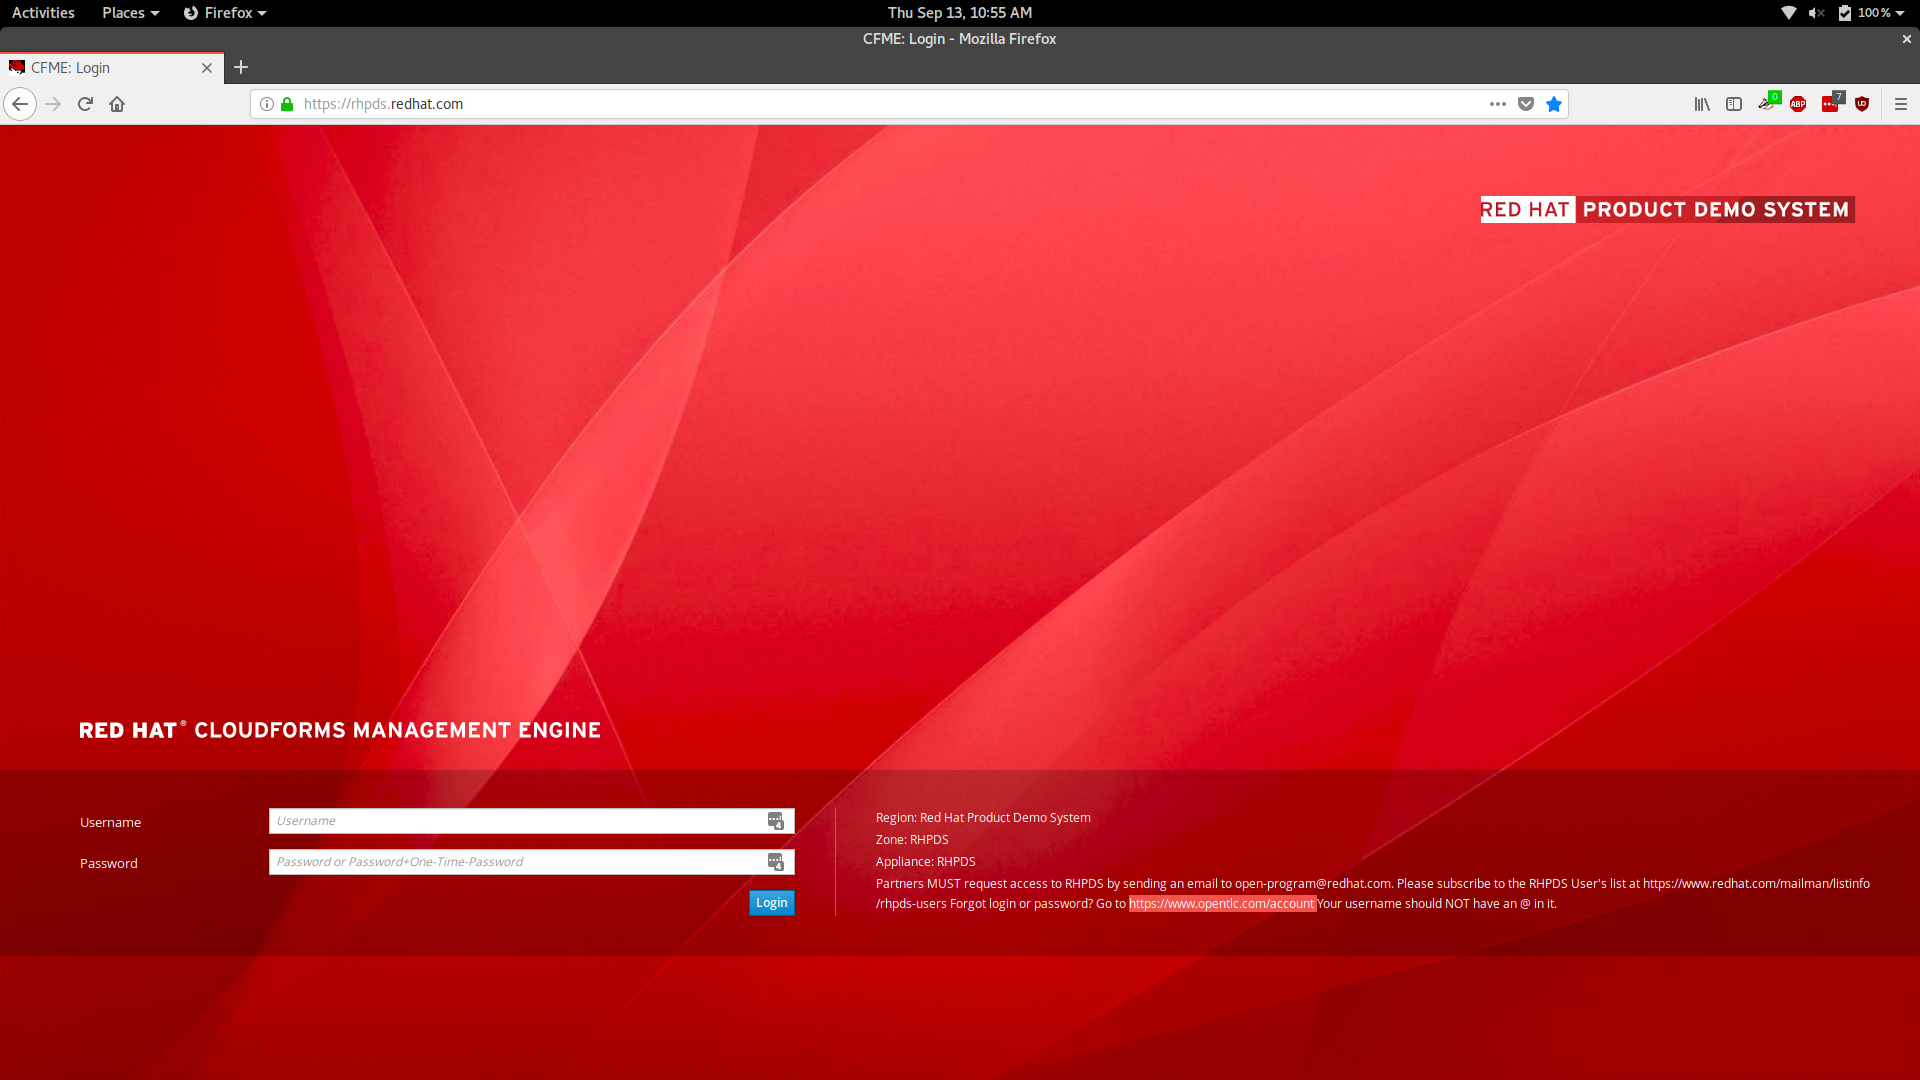 Activities Places Firefox Thu Sep 13, 10:55 AM 100%
CFME: Login - Mozilla Firefox
CFME: Login
https://rhpds.redhat.com 0 ABP 7
RED HAT PRODUCT DEMO SYSTEM
RED HAT® CLOUDFORMS MANAGEMENT ENGINE
Username Username 4
Password Password or Password+One-Time-Password 4
Login
Region: Red Hat Product Demo System
Zone: RHPDS
Appliance: RHPDS
Partners MUST request access to RHPDS by sending an email to open-program@redhat.com. Please subscribe to the RHPDS User's list at https://www.redhat.com/mailman/listinfo
/rhpds-users Forgot login or password? Go to https://www.opentlc.com/account Your username should NOT have an @ in it.